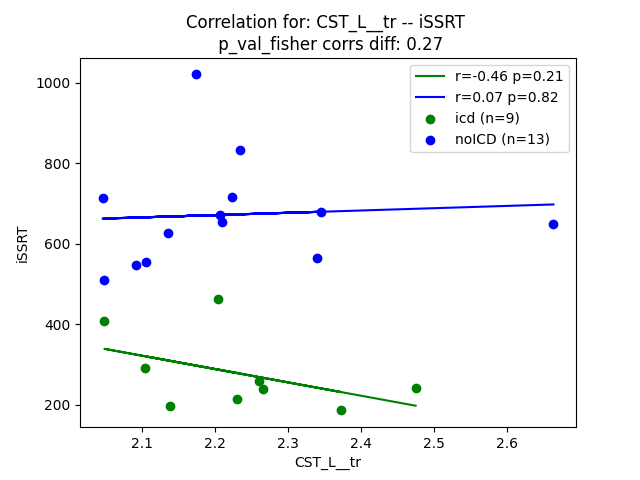 Correlation for: CST_L__tr -- iSSRT
p_val_fisher corrs diff: 0.27
r=-0.46 p=0.21
r=0.07 p=0.82
icd (n=9)
noICD (n=13)
1000
800
600
400
200
iSSRT
2.1 2.2 2.3 2.4 2.5 2.6
CST_L__tr